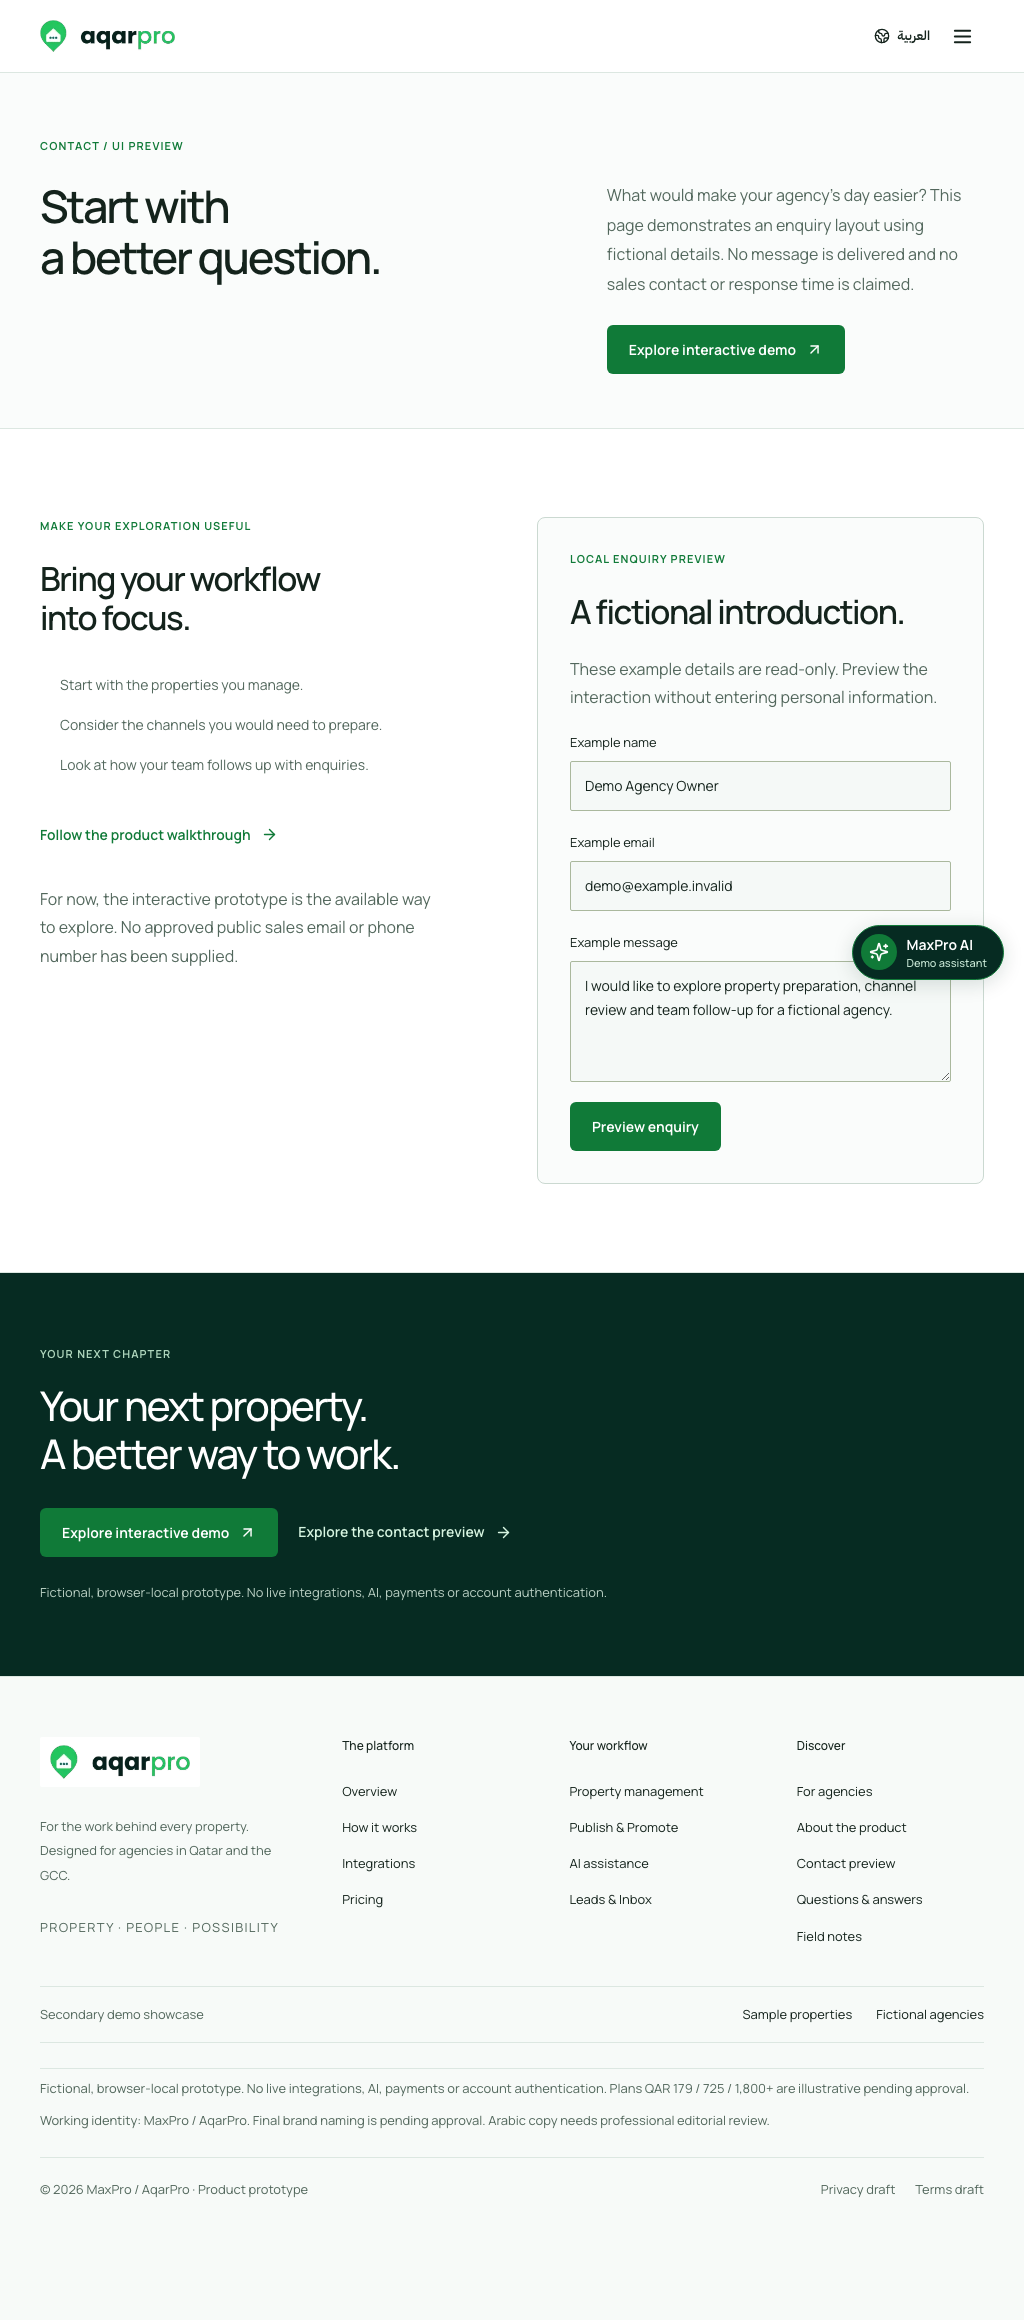 aqarpro
العربية
CONTACT / UI PREVIEW
Start with
a better question.
What would make your agency's day easier? This
page demonstrates an enquiry layout using
fictional details. No message is delivered and no
sales contact or response time is claimed.
Explore interactive demo
MAKE YOUR EXPLORATION USEFUL
Bring your workflow
into focus.
Start with the properties you manage.
Consider the channels you would need to prepare.
Look at how your team follows up with enquiries.
Follow the product walkthrough
For now, the interactive prototype is the available way
to explore. No approved public sales email or phone
number has been supplied.
LOCAL ENQUIRY PREVIEW
A fictional introduction.
These example details are read-only. Preview the
interaction without entering personal information.
Example name
Demo Agency Owner
Example email
demo@example.invalid
Example message
I would like to explore property preparation, channel
review and team follow-up for a fictional agency.
MaxPro AI
Demo assistant
Preview enquiry
YOUR NEXT CHAPTER
Your next property.
A better way to work.
Explore interactive demo
Explore the contact preview
Fictional, browser-local prototype. No live integrations, AI, payments or account authentication.
aqarpro
For the work behind every property.
Designed for agencies in Qatar and the
GCC.
PROPERTY · PEOPLE · POSSIBILITY
The platform
Overview
How it works
Integrations
Pricing
Your workflow
Property management
Publish & Promote
AI assistance
Leads & Inbox
Discover
For agencies
About the product
Contact preview
Questions & answers
Field notes
Secondary demo showcase
Sample properties
Fictional agencies
Fictional, browser-local prototype. No live integrations, AI, payments or account authentication. Plans QAR 179 / 725 / 1,800+ are illustrative pending approval.
Working identity: MaxPro / AqarPro. Final brand naming is pending approval. Arabic copy needs professional editorial review.
© 2026 MaxPro / AqarPro · Product prototype
Privacy draft
Terms draft